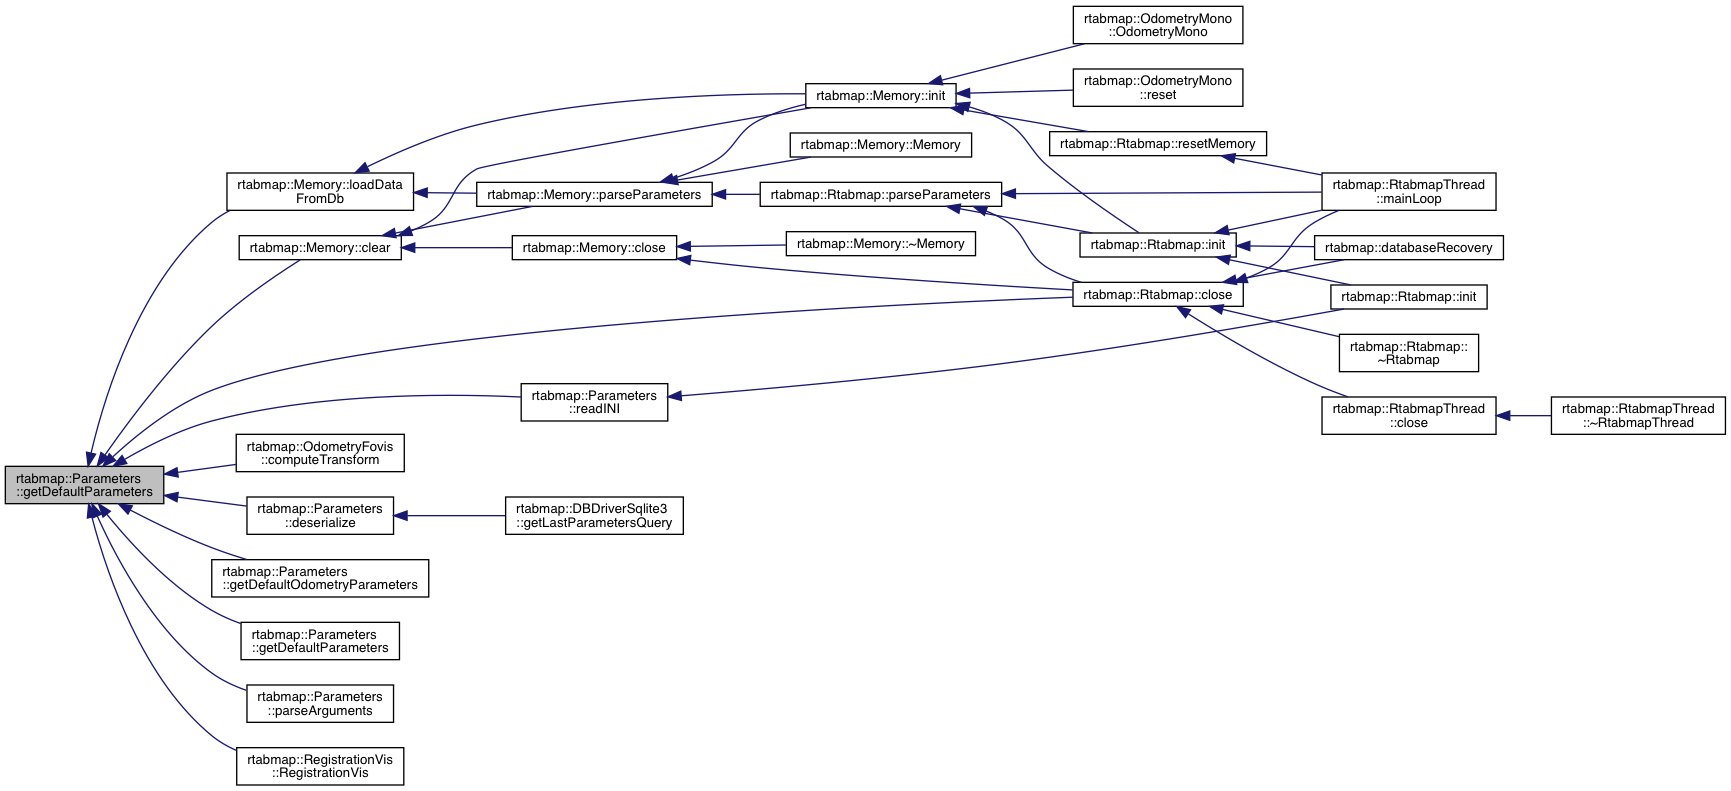 rtabmap::OdometryMono
::OdometryMono
rtabmap::OdometryMono
::reset
rtabmap::Memory::init
rtabmap::Memory::Memory
rtabmap::Rtabmap::resetMemory
rtabmap::Memory::loadData
FromDb
rtabmap::Memory::parseParameters
rtabmap::Rtabmap::parseParameters
rtabmap::RtabmapThread
::mainLoop
rtabmap::Memory::clear
rtabmap::Memory::close
rtabmap::Memory::~Memory
rtabmap::Rtabmap::init
rtabmap::databaseRecovery
rtabmap::Rtabmap::close
rtabmap::Rtabmap::init
rtabmap::Rtabmap::
~Rtabmap
rtabmap::Parameters
::readINI
rtabmap::RtabmapThread
::close
rtabmap::RtabmapThread
::~RtabmapThread
rtabmap::OdometryFovis
::computeTransform
rtabmap::Parameters
::getDefaultParameters
rtabmap::Parameters
::deserialize
rtabmap::DBDriverSqlite3
::getLastParametersQuery
rtabmap::Parameters
::getDefaultOdometryParameters
rtabmap::Parameters
::getDefaultParameters
rtabmap::Parameters
::parseArguments
rtabmap::RegistrationVis
::RegistrationVis